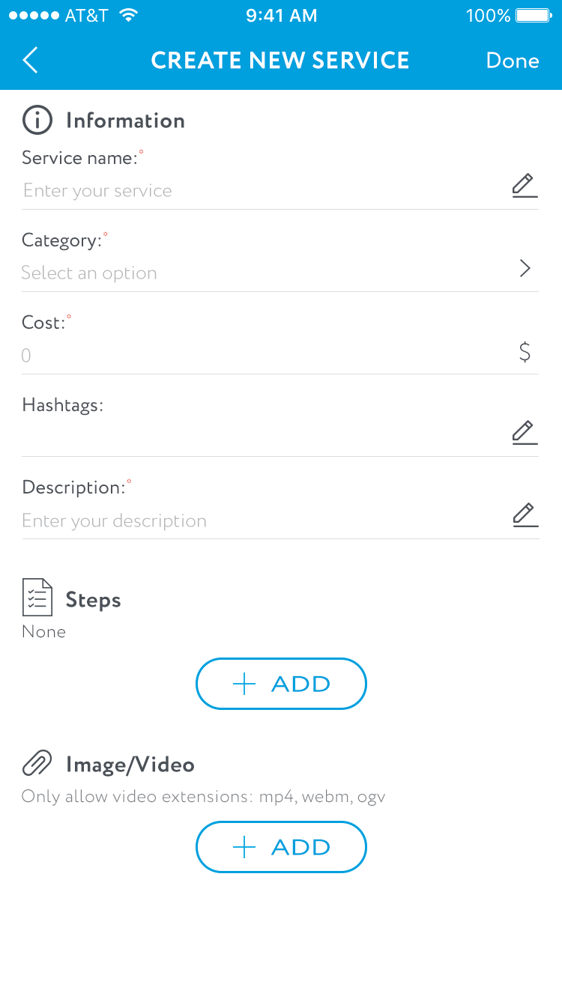 AT&T 9:41 AM 100%
CREATE NEW SERVICE Done
Information
Service name:*
Enter your service
Category:*
Select an option
Cost:*
0 $
Hashtags:
Description:*
Enter your description
Steps
None
+ ADD
Image/Video
Only allow video extensions: mp4, webm, ogv
+ ADD